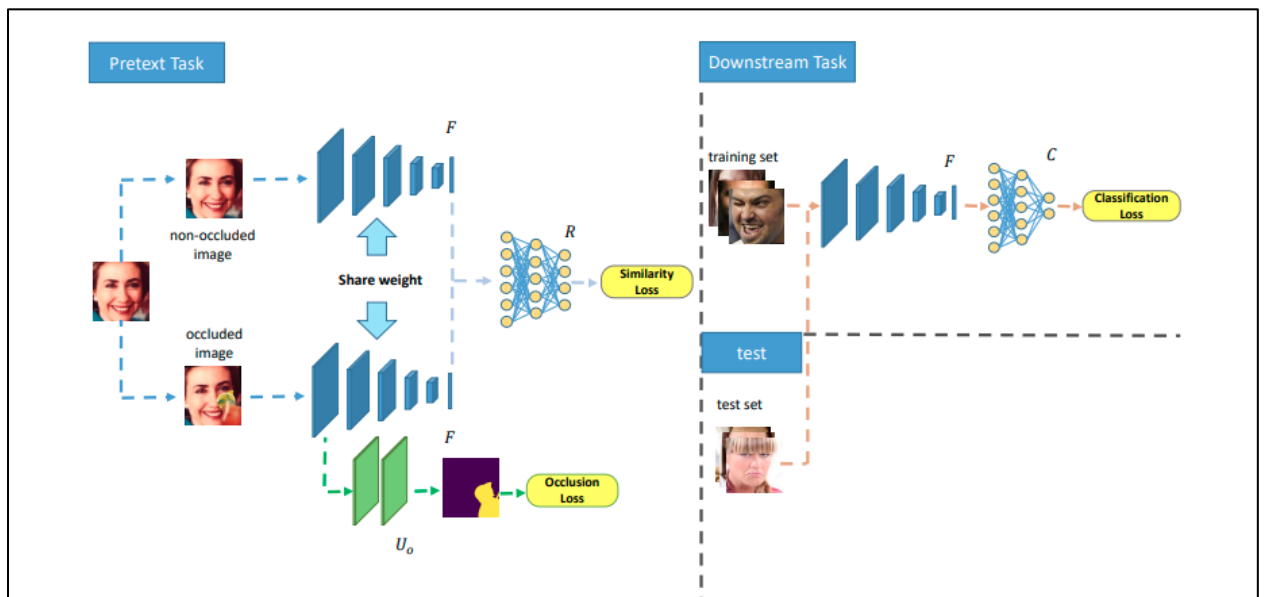 Pretext Task
F
non-occluded
image
Share weight
R
Similarity
Loss
occluded
image
F
Occlusion
Loss
U_o
Downstream Task
training set
F
C
Classification
Loss
test
test set